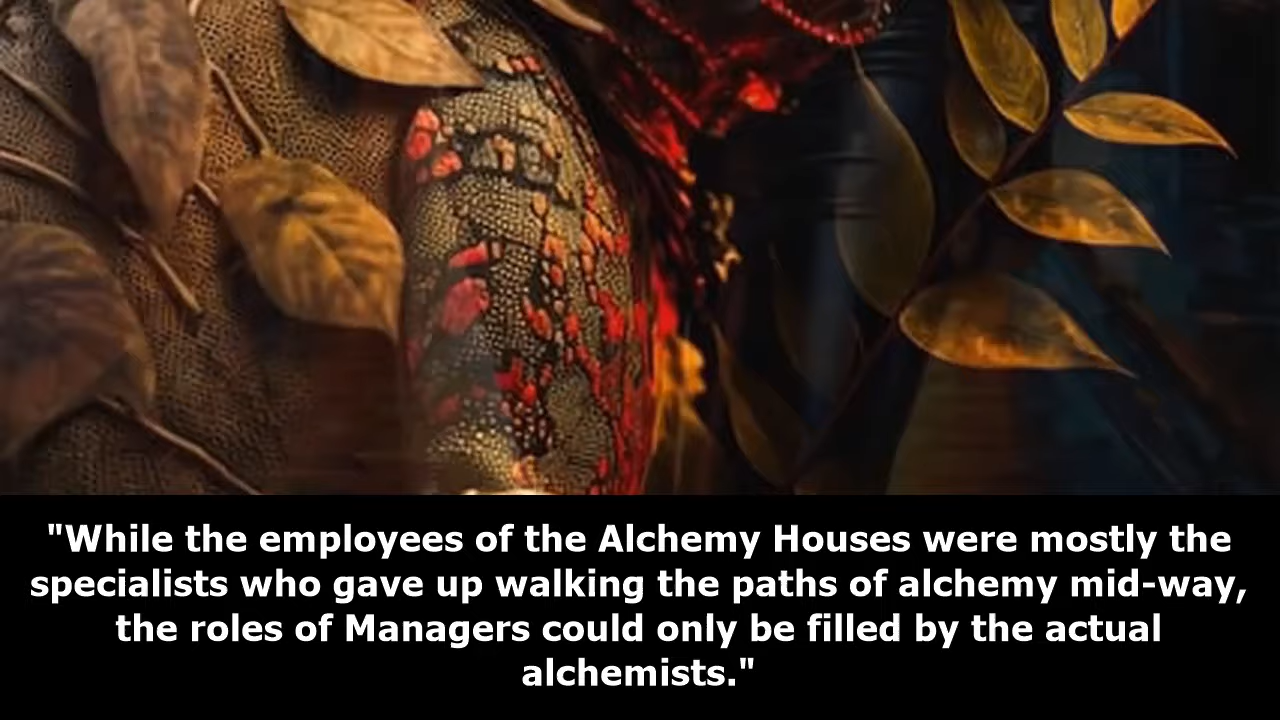 "While the employees of the Alchemy Houses were mostly the
specialists who gave up walking the paths of alchemy mid-way,
the roles of Managers could only be filled by the actual
alchemists."